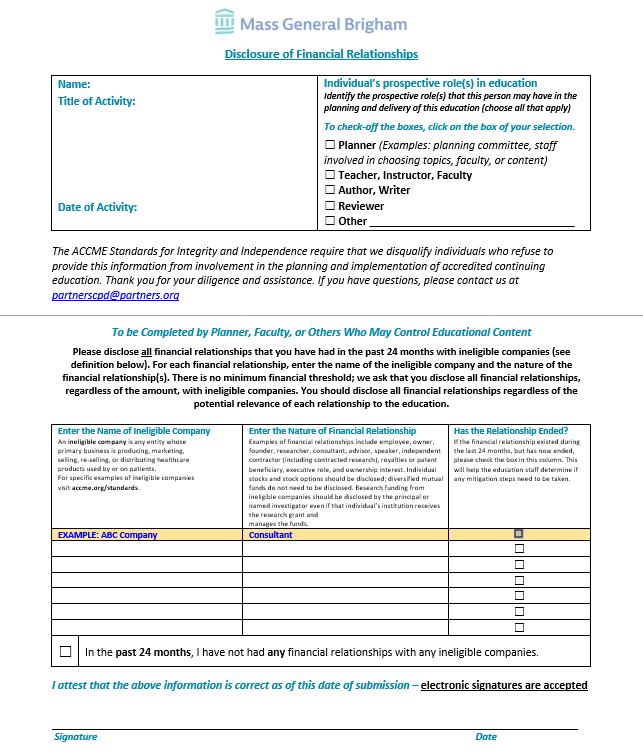 Mass General Brigham
Disclosure of Financial Relationships
Name:
Title of Activity:
Date of Activity:
Individual's prospective role(s) in education
Identify the prospective role(s) that this person may have in the
planning and delivery of this education (choose all that apply)
To check-off the boxes, click on the box of your selection.
☐ Planner (Examples: planning committee, staff
involved in choosing topics, faculty, or content)
☐ Teacher, Instructor, Faculty
☐ Author, Writer
☐ Reviewer
☐ Other ______________________________
The ACCME Standards for Integrity and Independence require that we disqualify individuals who refuse to
provide this information from involvement in the planning and implementation of accredited continuing
education. Thank you for your diligence and assistance. If you have questions, please contact us at
partnerscpd@partners.org
To be Completed by Planner, Faculty, or Others Who May Control Educational Content
Please disclose all financial relationships that you have had in the past 24 months with ineligible companies (see
definition below). For each financial relationship, enter the name of the ineligible company and the nature of the
financial relationship(s). There is no minimum financial threshold; we ask that you disclose all financial relationships,
regardless of the amount, with ineligible companies. You should disclose all financial relationships regardless of the
potential relevance of each relationship to the education.
Enter the Name of Ineligible Company
An ineligible company is any entity whose
primary business is producing, marketing,
selling, re-selling, or distributing healthcare
products used by or on patients.
For specific examples of ineligible companies
visit accme.org/standards.
Enter the Nature of Financial Relationship
Examples of financial relationships include employee, owner,
founder, researcher, consultant, advisor, speaker, independent
contractor (including contracted research), royalties or patent
beneficiary, executive role, and ownership interest. Individual
stocks and stock options should be disclosed; diversified mutual
funds do not need to be disclosed. Research funding from
ineligible companies should be disclosed by the principal or
named investigator even if that individual's institution receives
the research grant and
manages the funds.
Has the Relationship Ended?
If the financial relationship existed during
the last 24 months, but has now ended,
please check the box in this column. This
will help the education staff determine if
any mitigation steps need to be taken.
EXAMPLE: ABC Company
Consultant
☐ In the past 24 months, I have not had any financial relationships with any ineligible companies.
I attest that the above information is correct as of this date of submission – electronic signatures are accepted
Signature
Date